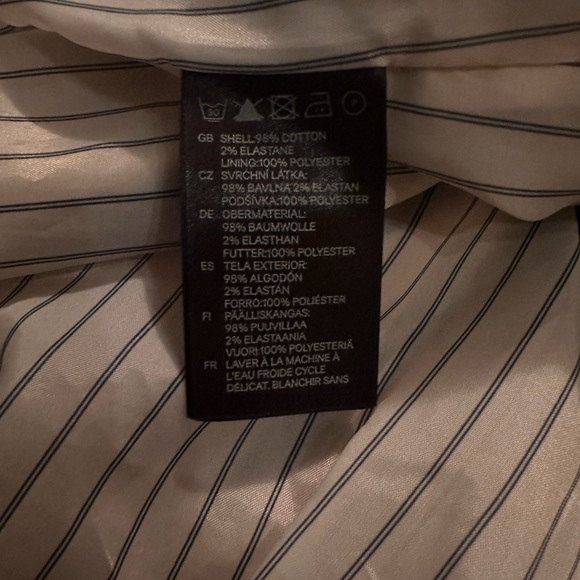 30 P
GB SHELL:98% COTTON
2% ELASTANE
LINING:100% POLYESTER
CZ SVRCHNÍ LÁTKA:
98% BAVLNA 2% ELASTAN
PODŠÍVKA:100% POLYESTER
DE OBERMATERIAL:
98% BAUMWOLLE
2% ELASTHAN
FUTTER:100% POLYESTER
ES TELA EXTERIOR:
98% ALGODÓN
2% ELASTÁN
FORRO:100% POLIÉSTER
FI PÄÄLLISKANGAS:
98% PUUVILLAA
2% ELASTAANIA
VUORI:100% POLYESTERIÄ
FR LAVER À LA MACHINE À
L'EAU FROIDE CYCLE
DÉLICAT. BLANCHIR SANS